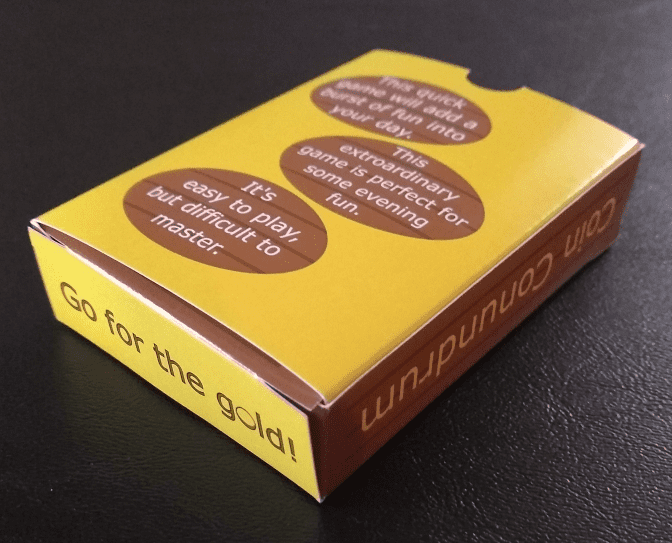 This quick
game will add a
burst of fun into
your day.
This
extroardinary
game is perfect for
some evening
fun.
It's
easy to play,
but difficult to
master.
Go for the gold!
Coin Conundrum